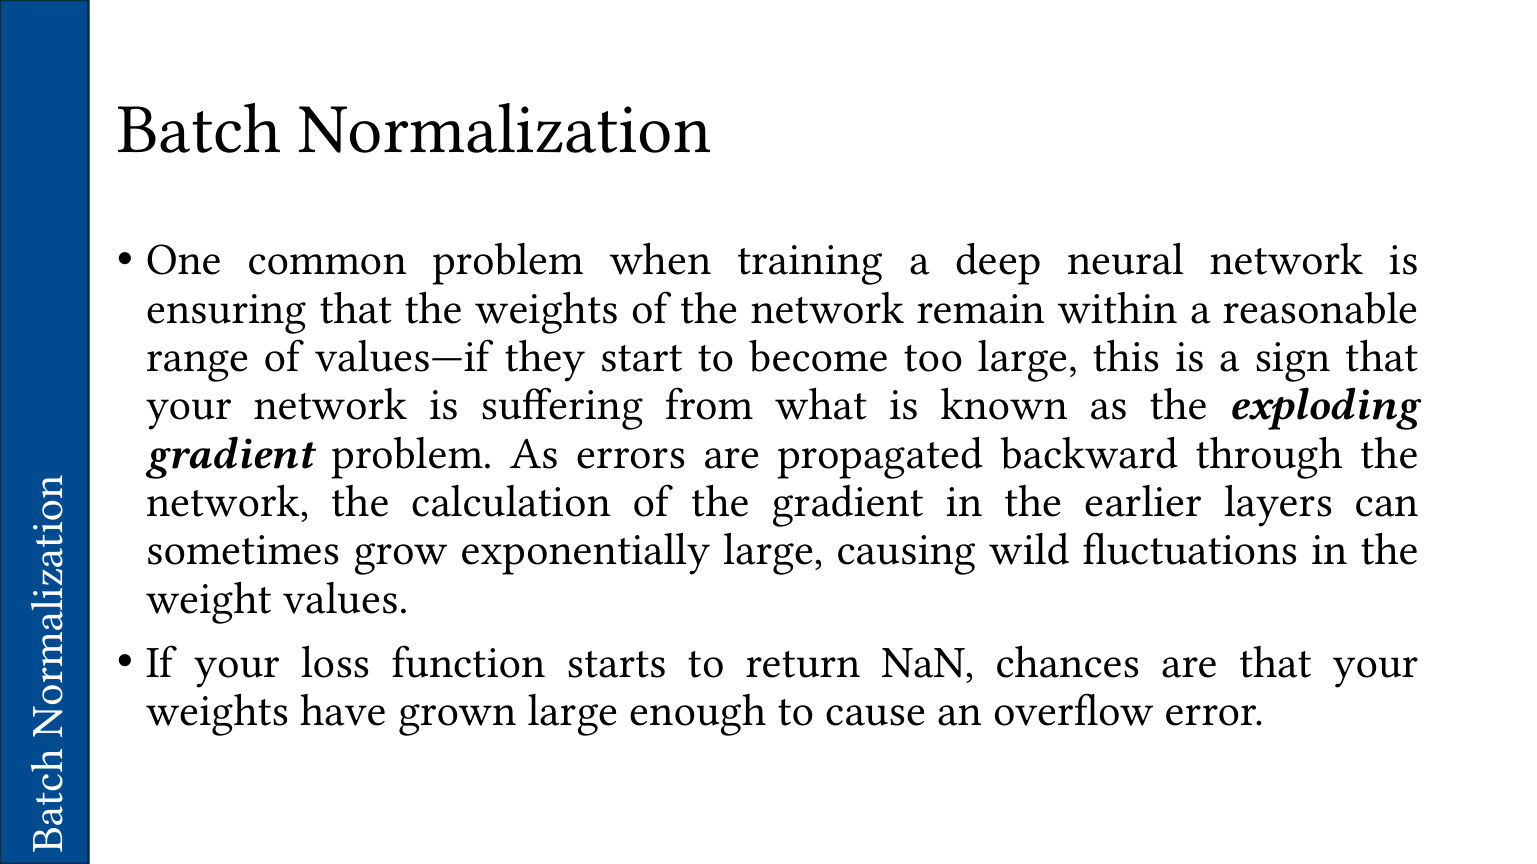 Batch Normalization
Batch Normalization
• One common problem when training a deep neural network is
ensuring that the weights of the network remain within a reasonable
range of values—if they start to become too large, this is a sign that
your network is suffering from what is known as the exploding
gradient problem. As errors are propagated backward through the
network, the calculation of the gradient in the earlier layers can
sometimes grow exponentially large, causing wild fluctuations in the
weight values.
• If your loss function starts to return NaN, chances are that your
weights have grown large enough to cause an overflow error.